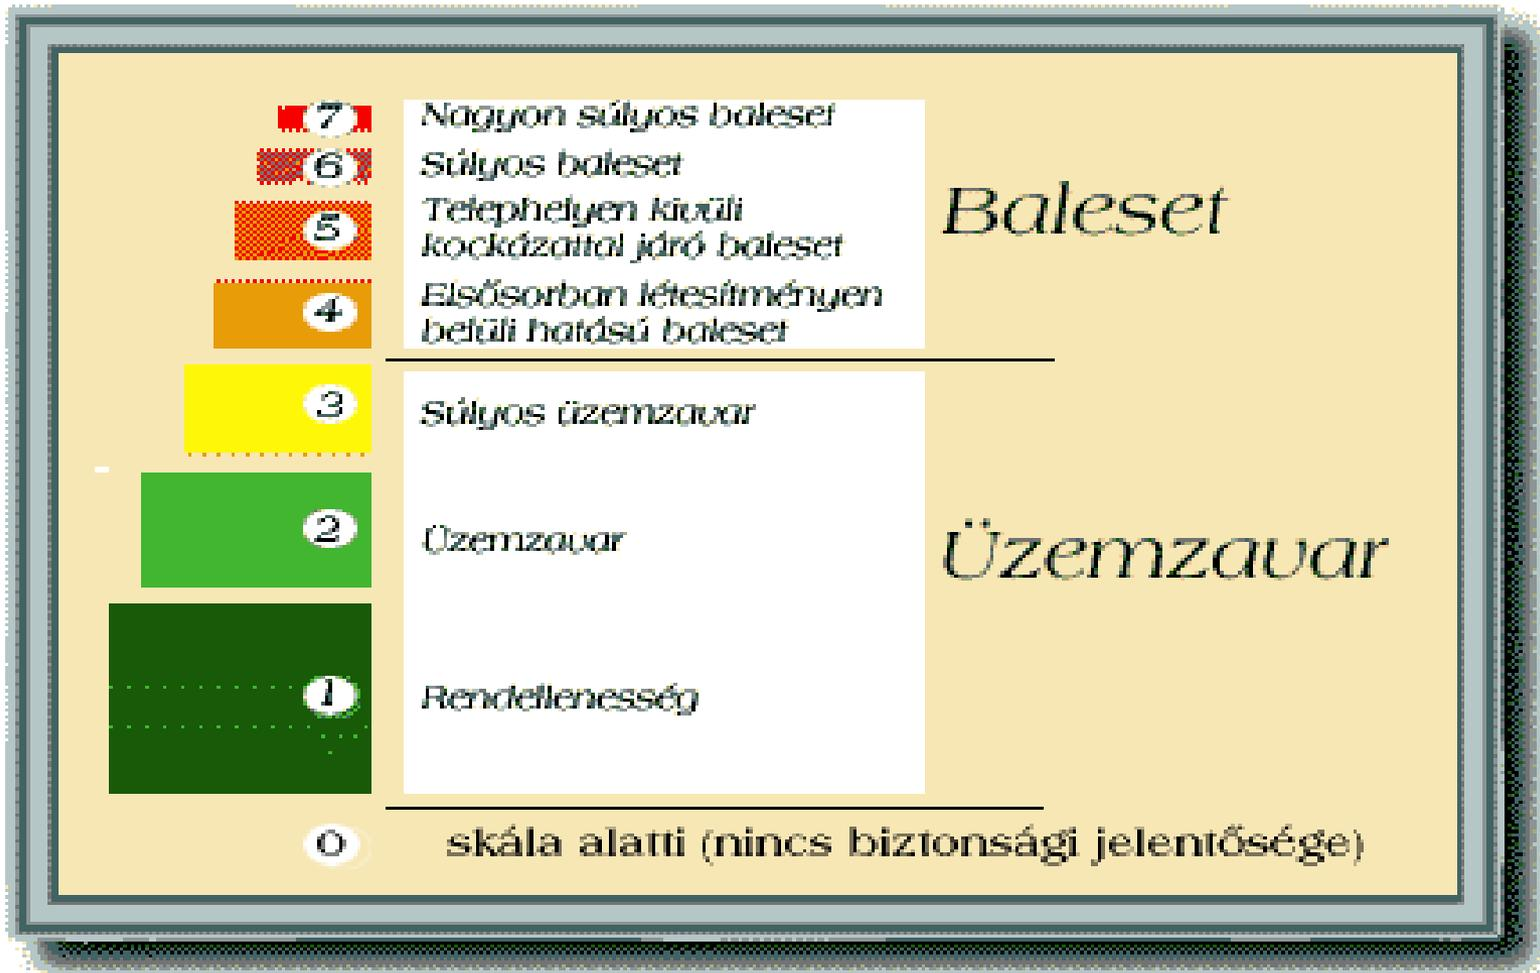 7 Nagyon súlyos baleset
6 Súlyos baleset
5 Telephelyen kívüli
kockázattal járó baleset
4 Elsősorban létesítményen
belüli hatású baleset
Baleset
3 Súlyos üzemzavar
2 Üzemzavar
1 Rendellenesség
Üzemzavar
0 skála alatti (nincs biztonsági jelentősége)